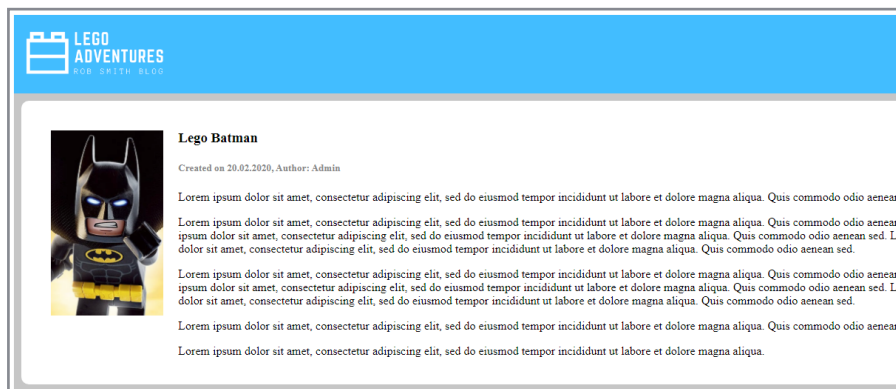 LEGO
ADVENTURES
ROB SMITH BLOG
Lego Batman
Created on 20.02.2020, Author: Admin
Lorem ipsum dolor sit amet, consectetur adipiscing elit, sed do eiusmod tempor incididunt ut labore et dolore magna aliqua. Quis commodo odio aenean
Lorem ipsum dolor sit amet, consectetur adipiscing elit, sed do eiusmod tempor incididunt ut labore et dolore magna aliqua. Quis commodo odio aenean
ipsum dolor sit amet, consectetur adipiscing elit, sed do eiusmod tempor incididunt ut labore et dolore magna aliqua. Quis commodo odio aenean sed. L
dolor sit amet, consectetur adipiscing elit, sed do eiusmod tempor incididunt ut labore et dolore magna aliqua. Quis commodo odio aenean sed.
Lorem ipsum dolor sit amet, consectetur adipiscing elit, sed do eiusmod tempor incididunt ut labore et dolore magna aliqua. Quis commodo odio aenean
ipsum dolor sit amet, consectetur adipiscing elit, sed do eiusmod tempor incididunt ut labore et dolore magna aliqua. Quis commodo odio aenean sed. L
dolor sit amet, consectetur adipiscing elit, sed do eiusmod tempor incididunt ut labore et dolore magna aliqua. Quis commodo odio aenean sed.
Lorem ipsum dolor sit amet, consectetur adipiscing elit, sed do eiusmod tempor incididunt ut labore et dolore magna aliqua. Quis commodo odio aenean
Lorem ipsum dolor sit amet, consectetur adipiscing elit, sed do eiusmod tempor incididunt ut labore et dolore magna aliqua.